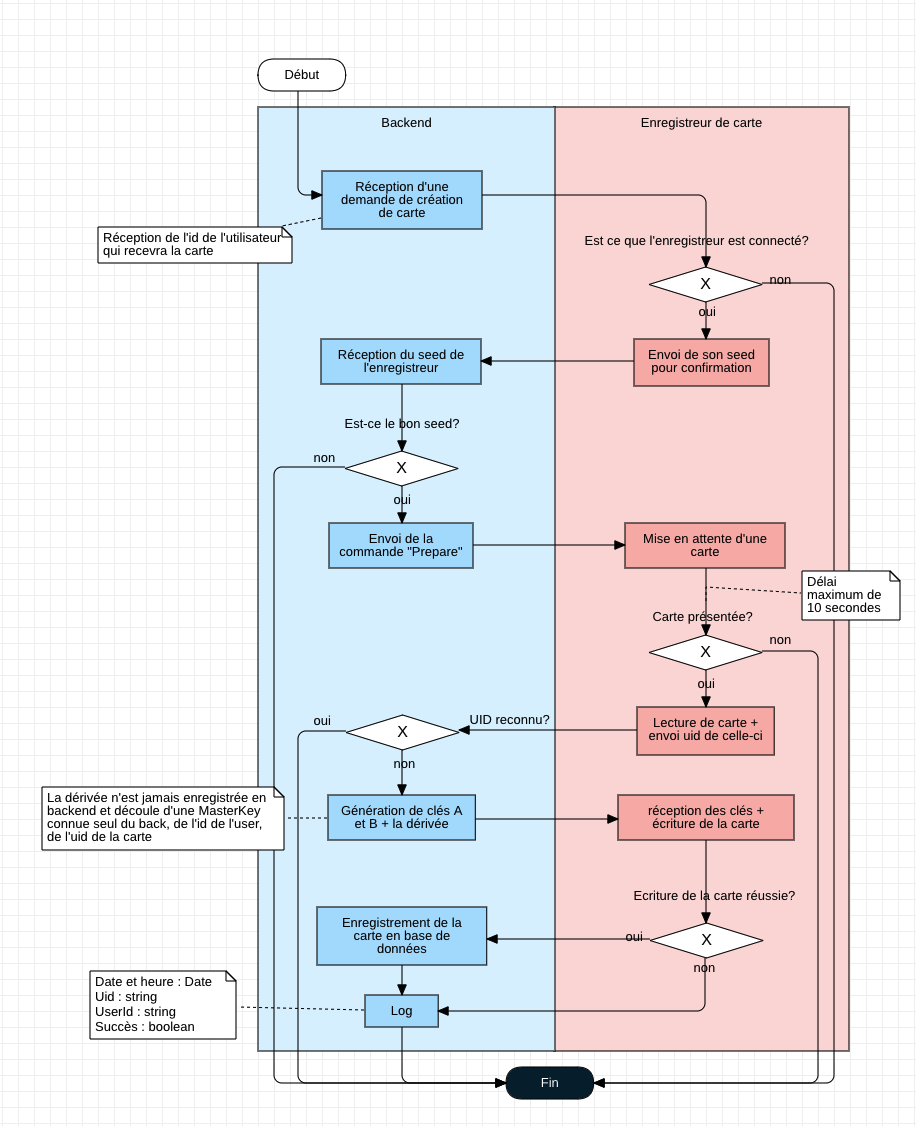 Début
Backend
Enregistreur de carte
Réception d'une
demande de création
de carte
Réception de l'id de l'utilisateur
qui recevra la carte
Est ce que l'enregistreur est connecté?
X
non
oui
Réception du seed de
l'enregistreur
Envoi de son seed
pour confirmation
Est-ce le bon seed?
non
X
oui
Envoi de la
commande "Prepare"
Mise en attente d'une
carte
Délai
maximum de
10 secondes
Carte présentée?
X
non
oui
Lecture de carte +
envoi uid de celle-ci
UID reconnu?
oui
X
non
La dérivée n'est jamais enregistrée en
backend et découle d'une MasterKey
connue seul du back, de l'id de l'user,
de l'uid de la carte
Génération de clés A
et B + la dérivée
réception des clés +
écriture de la carte
Ecriture de la carte réussie?
oui
X
non
Enregistrement de la
carte en base de
données
Date et heure : Date
Uid : string
UserId : string
Succès : boolean
Log
Fin